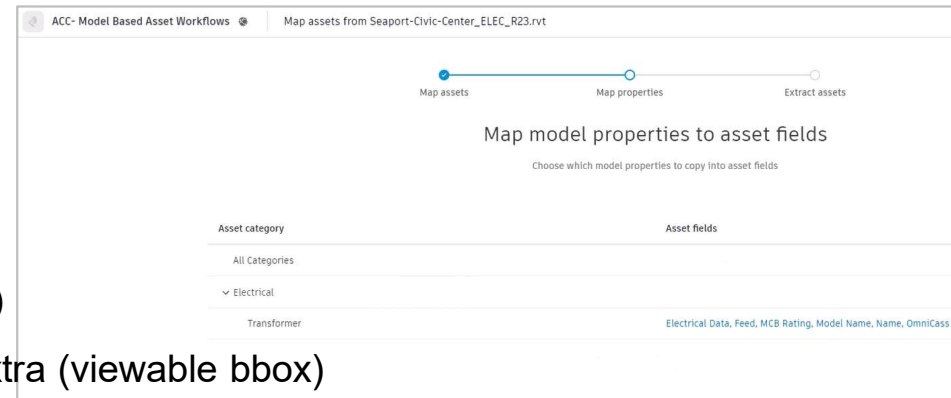 ACC- Model Based Asset Workflows
Map assets from Seaport-Civic-Center_ELEC_R23.rvt
Map assets
Map properties
Extract assets
Map model properties to asset fields
Choose which model properties to copy into asset fields
Asset category
Asset fields
All Categories
Electrical
)
Transformer
Electrical Data, Feed, MCB Rating, Model Name, Name, OmniCass
(viewable bbox)